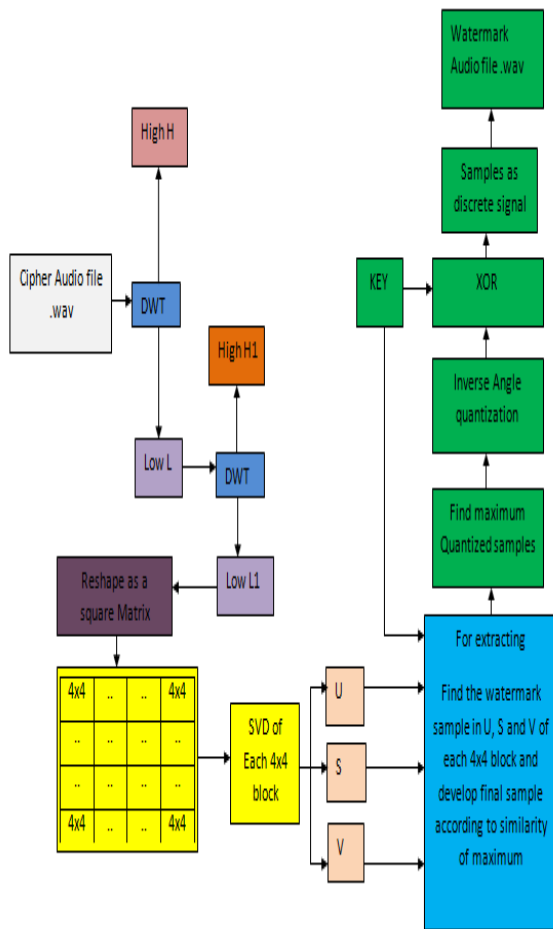 Cipher Audio file
.wav
DWT
High H
Low L
DWT
High H1
Low L1
Reshape as a
square Matrix
4x4 .. .. 4x4
.. .. .. ..
.. .. .. ..
4x4 .. .. 4x4
SVD of
Each 4x4
block
U
S
V
For extracting
Find the watermark
sample in U, S and V of
each 4x4 block and
develop final sample
according to similarity
of maximum
Find maximum
Quantized samples
Inverse Angle
quantization
KEY
XOR
Samples as
discrete signal
Watermark
Audio file .wav